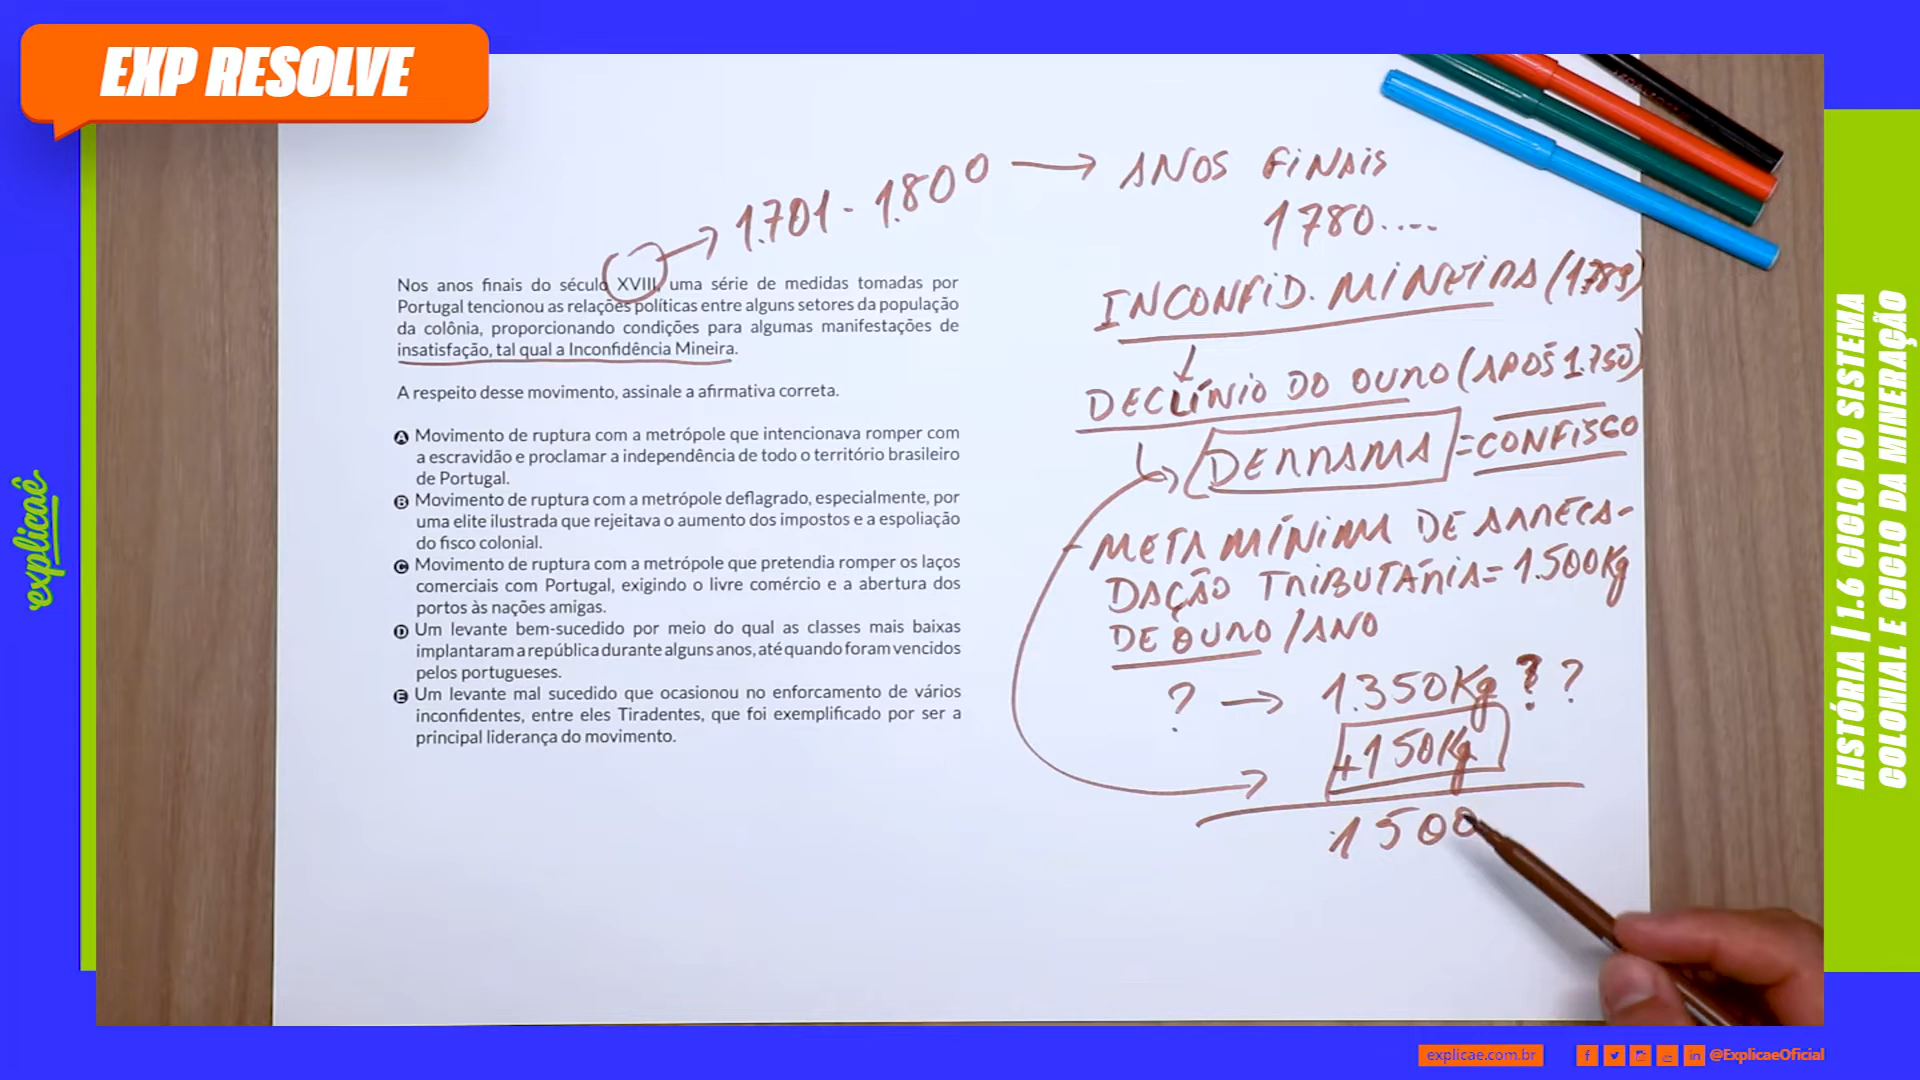 EXP RESOLVE
1.701 - 1.800 → ANOS FINAIS
1780....
Nos anos finais do século XVIII, uma série de medidas tomadas por
Portugal tencionou as relações políticas entre alguns setores da população
da colônia, proporcionando condições para algumas manifestações de
insatisfação, tal qual a Inconfidência Mineira.
A respeito desse movimento, assinale a afirmativa correta.
A Movimento de ruptura com a metrópole que intencionava romper com
a escravidão e proclamar a independência de todo o território brasileiro
de Portugal.
B Movimento de ruptura com a metrópole deflagrado, especialmente, por
uma elite ilustrada que rejeitava o aumento dos impostos e a espoliação
do fisco colonial.
C Movimento de ruptura com a metrópole que pretendia romper os laços
comerciais com Portugal, exigindo o livre comércio e a abertura dos
portos às nações amigas.
D Um levante bem-sucedido por meio do qual as classes mais baixas
implantaram a república durante alguns anos, até quando foram vencidos
pelos portugueses.
E Um levante mal sucedido que ocasionou no enforcamento de vários
inconfidentes, entre eles Tiradentes, que foi exemplificado por ser a
principal liderança do movimento.
INCONFID. MINEIRA (1789)
DECLÍNIO DO OURO (APÓS 1.750)
DERRAMA = CONFISCO
- META MÍNIMA DE ARRECA-
DAÇÃO TRIBUTÁRIA = 1.500Kg
DE OURO / ANO
? → 1.350Kg ? ?
+150Kg
1500
explicaê
HISTÓRIA | 1.6 CICLO DO SISTEMA
COLONIAL E CICLO DA MINERAÇÃO
explicae.com.br
@ExplicaeOficial